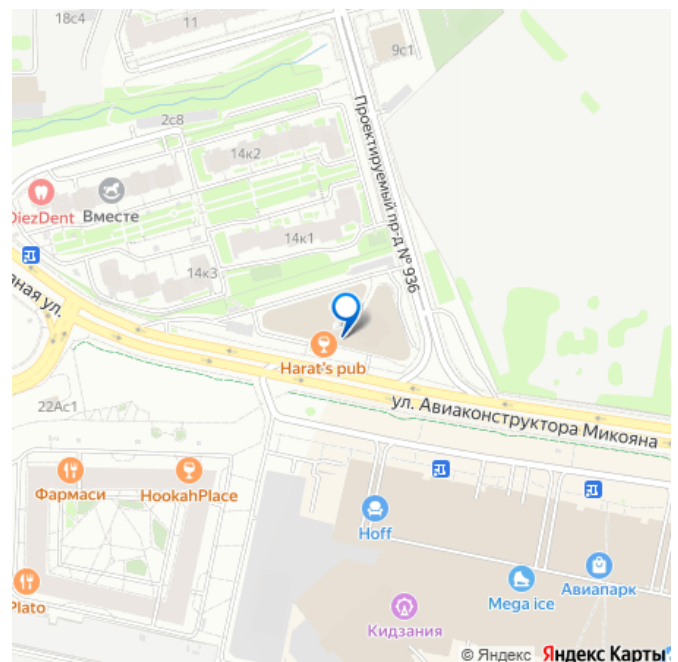 18с4
11
9с1
2с8
14к2
Проектируемый пр-д № 936
DiezDent
Вместе
14к1
14к3
ная ул.
Harat's pub
ул. Авиаконструктора Микояна
22Ас1
Фармаси
HookahPlace
Hoff
Авиапарк
Mega ice
Plato
Кидзания
© Яндекс Яндекс Карты